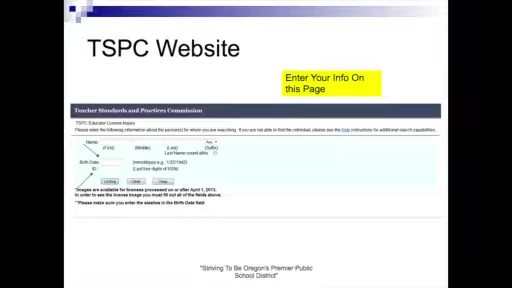 TSPC Website
Enter Your Info On
this Page
Teacher Standards and Practices Commission
TSPC Educator License Inquiry
Please enter the following information about the person(s) for whom you are searching. If you are not able to find the individual, please see the Help instructions for additional search capabilities.
Name: Any
(First) (Middle) (Last) (Suffix)
Last Name sound alike
Birth Date: (mm/dd/yyyy e.g., 1/22/1942)
ID : (Last four digits of SSN)
Clear Help
*Images are available for licenses processed on or after April 1, 2013.
In order to see the license image you must fill out all of the fields above.
**Please make sure you enter the slashes in the Birth Date field
"Striving To Be Oregon's Premier Public
School District"